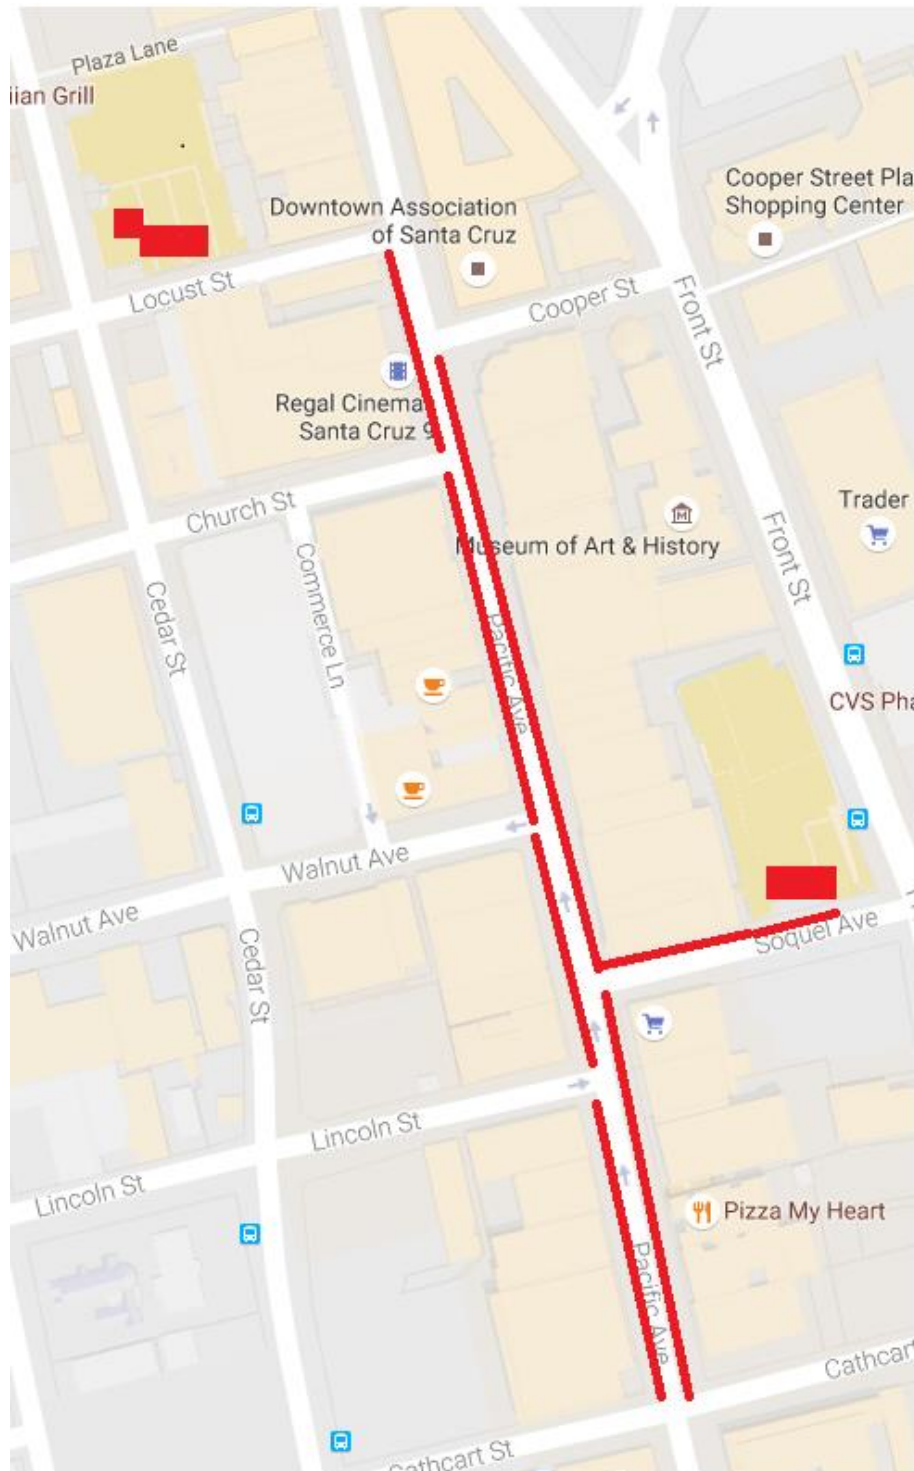 Plaza Lane
iian Grill
Downtown Association
of Santa Cruz
Cooper Street Pla
Shopping Center
Locust St
Cooper St
Front St
Regal Cinema
Santa Cruz 9
Church St
Museum of Art & History
Trader
Front St
Commerce Ln
Cedar St
Pacific Ave
CVS Pha
Walnut Ave
Walnut Ave
Soquel Ave
Cedar St
Lincoln St
Lincoln St
Pizza My Heart
Pacific Ave
Cathcart
Cathcart St